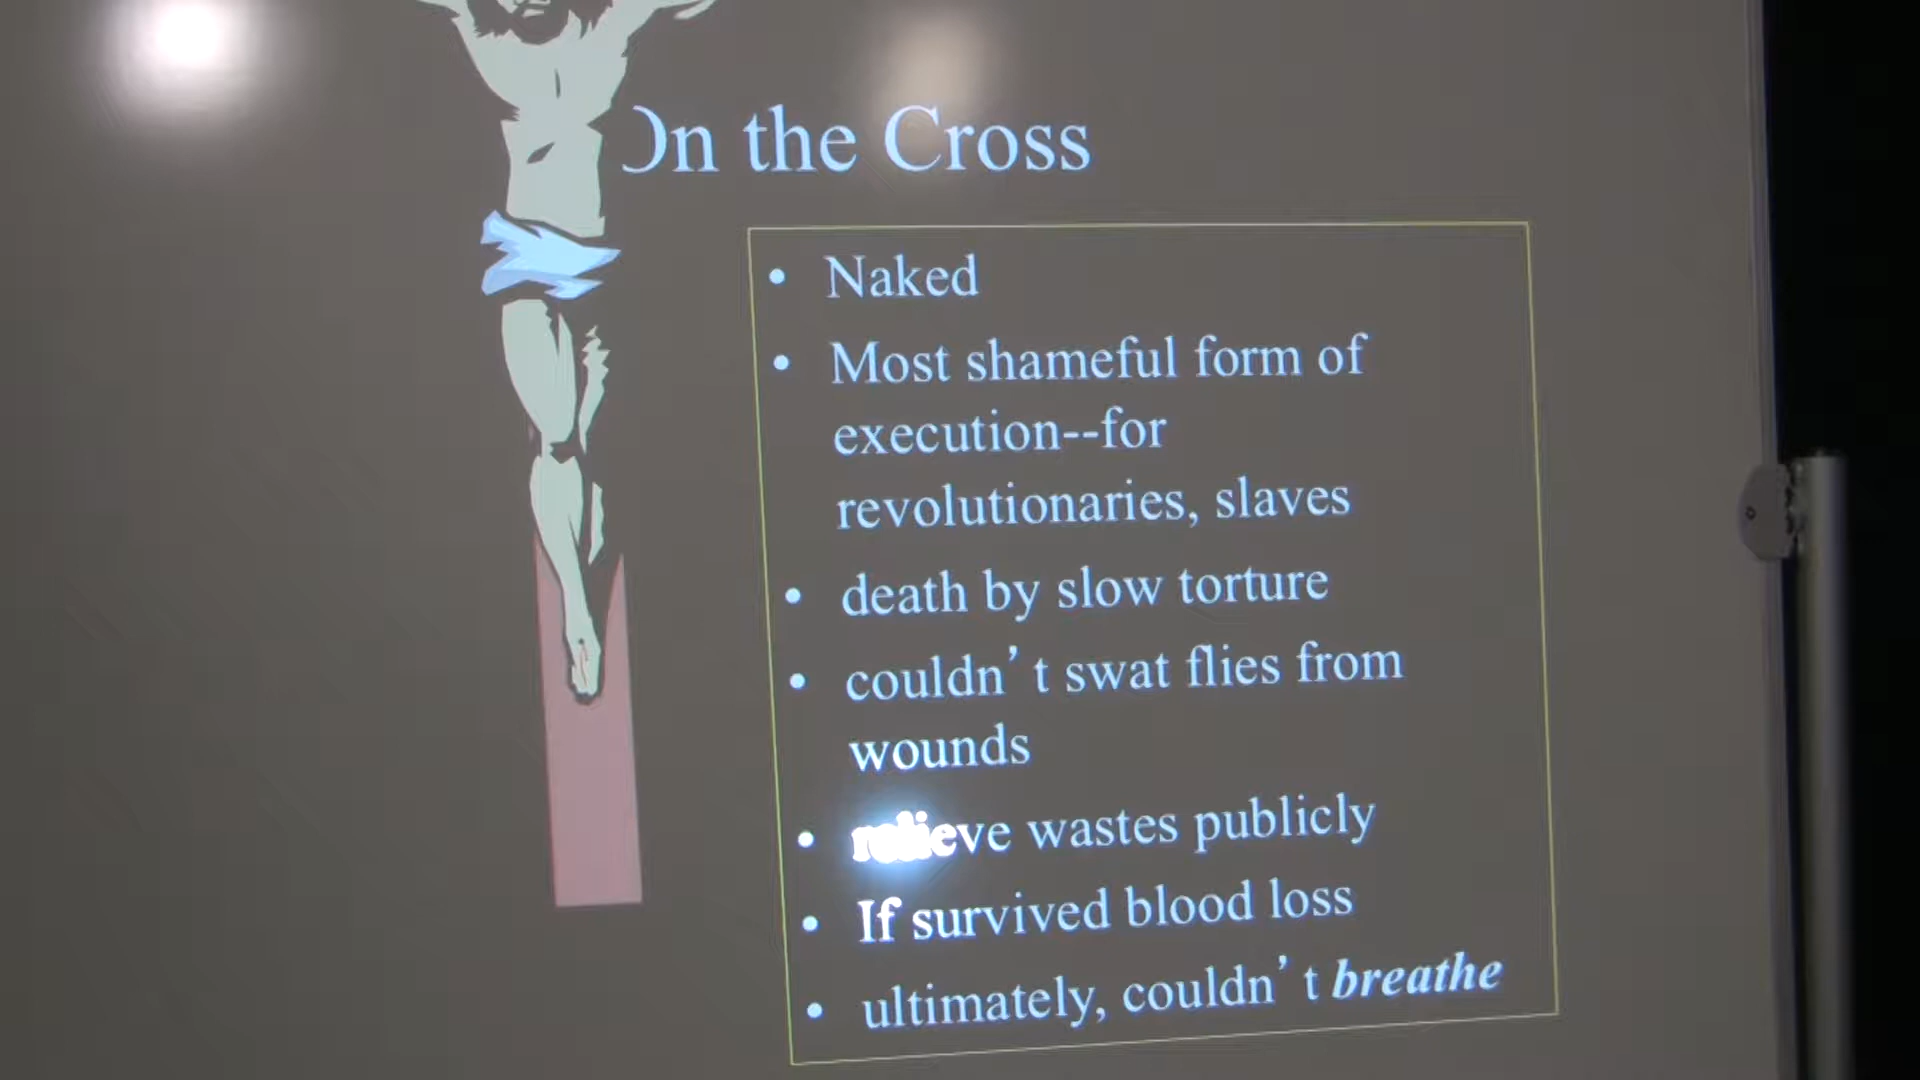 On the Cross
• Naked
• Most shameful form of
execution--for
revolutionaries, slaves
• death by slow torture
• couldn’t swat flies from
wounds
• relieve wastes publicly
• If survived blood loss
• ultimately, couldn’t breathe